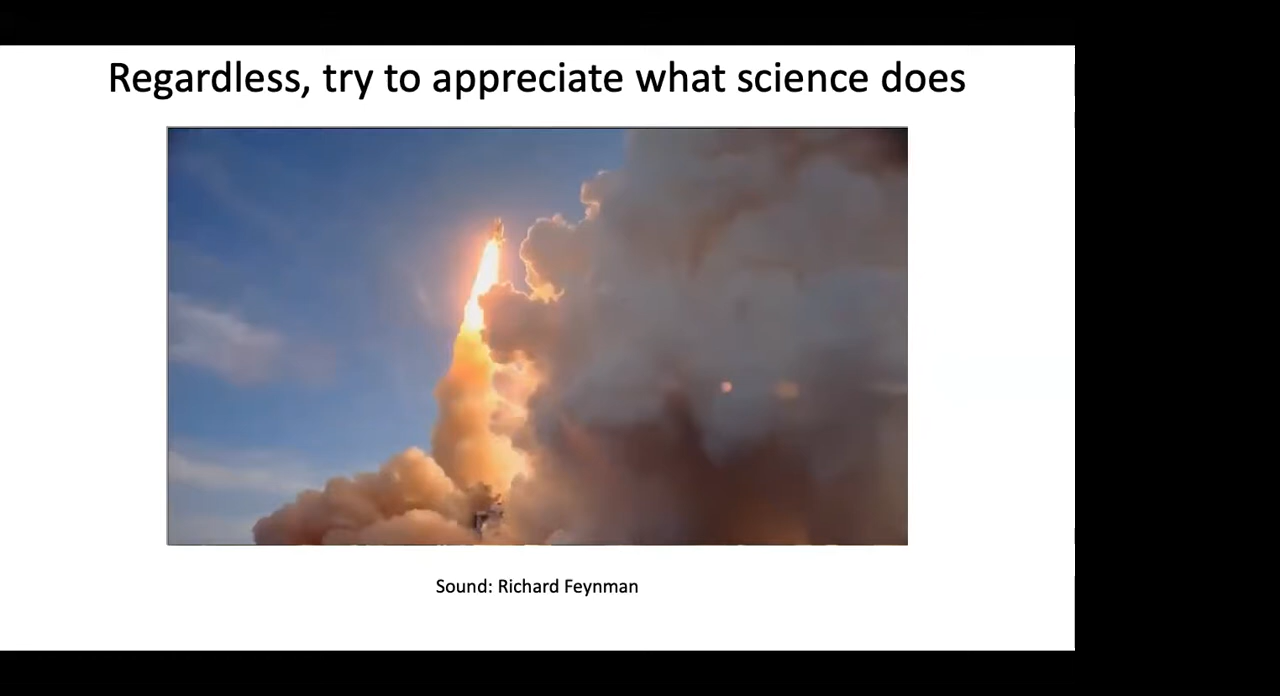 Regardless, try to appreciate what science does
Sound: Richard Feynman